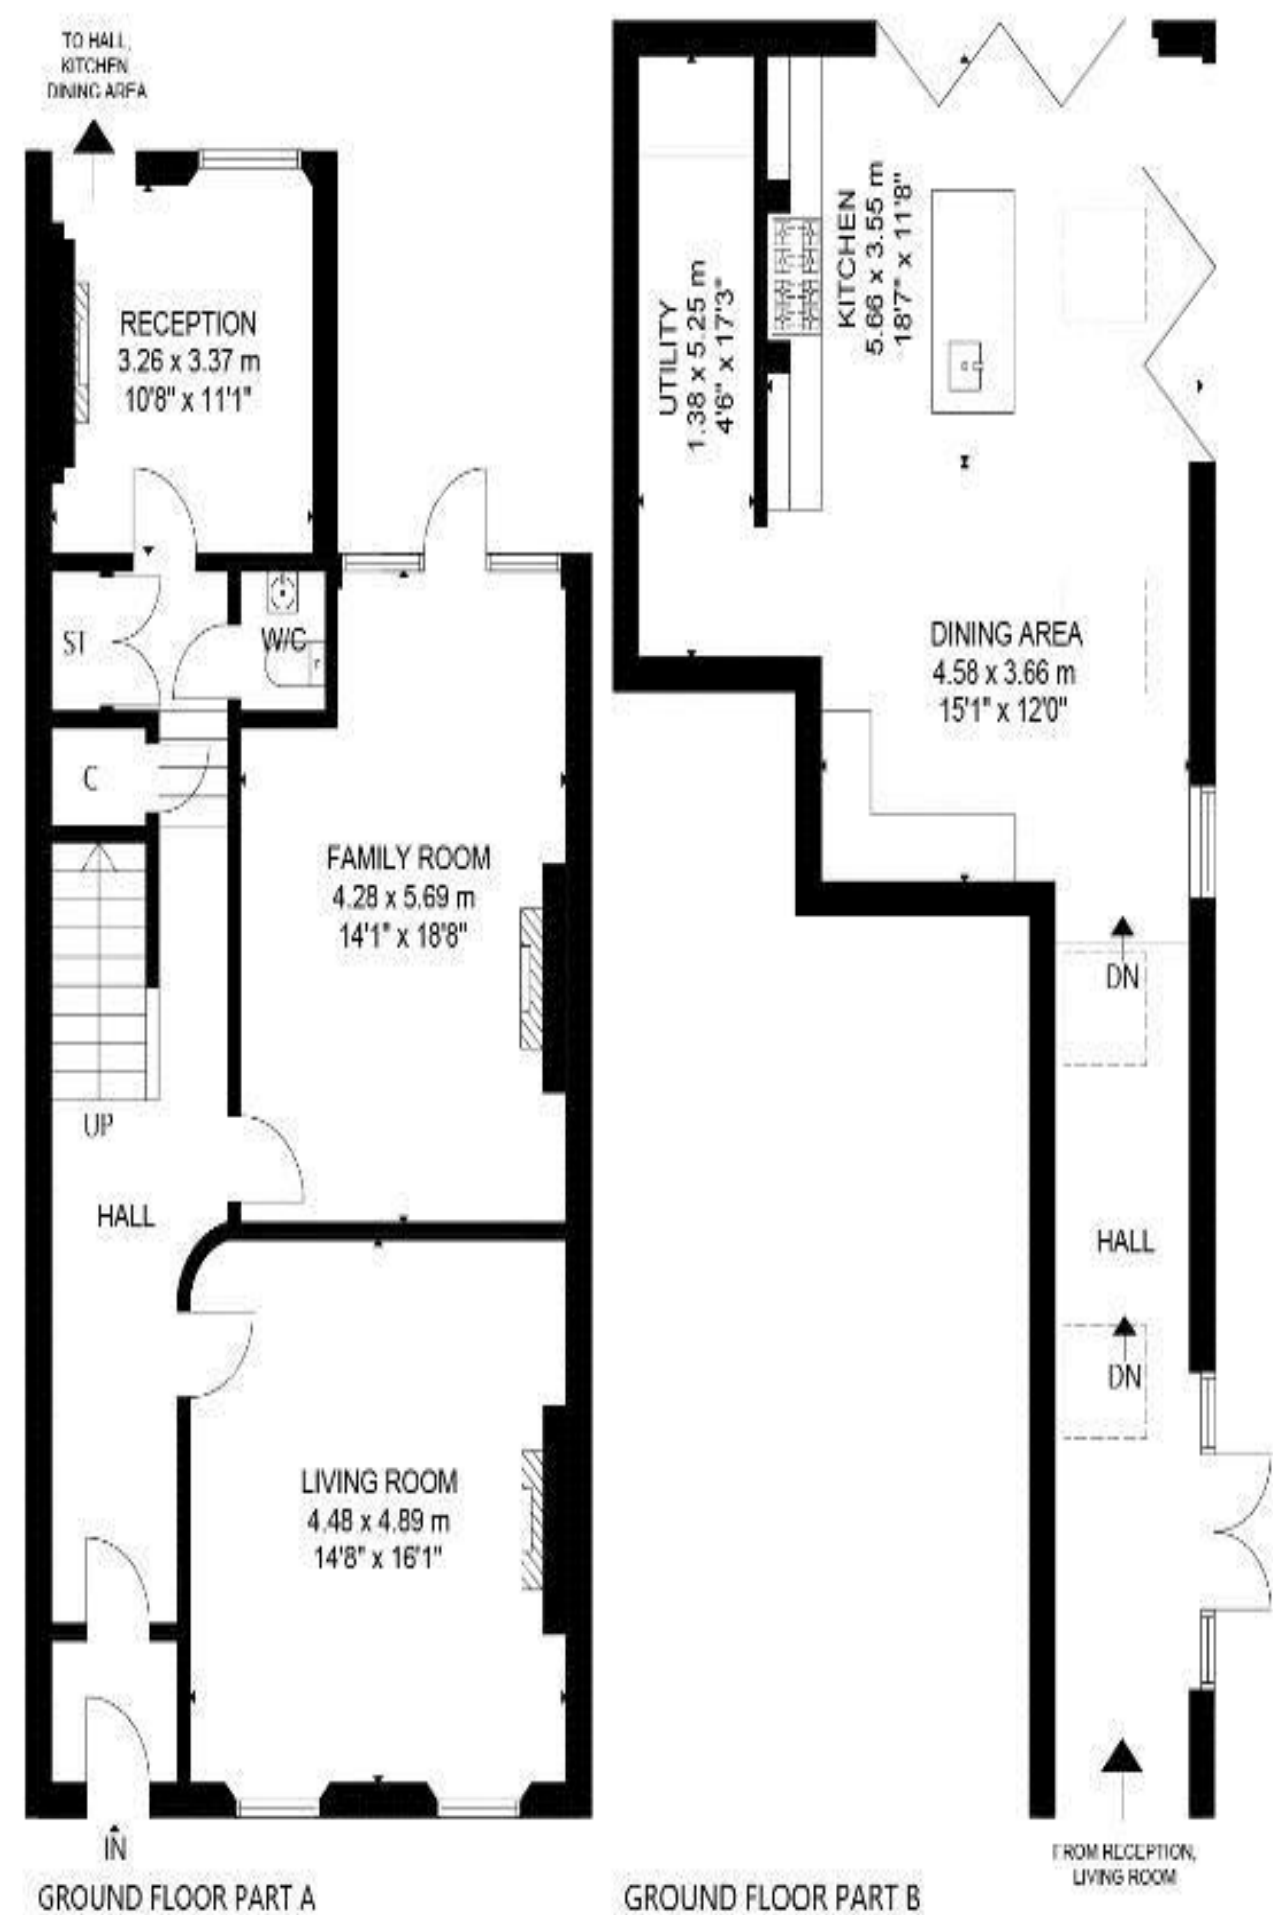 TO HALL,
KITCHEN
DINING AREA
RECEPTION
3.26 x 3.37 m
10'8" x 11'1"
ST
W/C
C
FAMILY ROOM
4.28 x 5.69 m
14'1" x 18'8"
UP
HALL
LIVING ROOM
4.48 x 4.89 m
14'8" x 16'1"
IN
GROUND FLOOR PART A
UTILITY
1.38 x 5.25 m
4'6" x 17'3"
KITCHEN
5.66 x 3.55 m
18'7" x 11'8"
DINING AREA
4.58 x 3.66 m
15'1" x 12'0"
DN
HALL
DN
FROM RECEPTION,
LIVING ROOM
GROUND FLOOR PART B